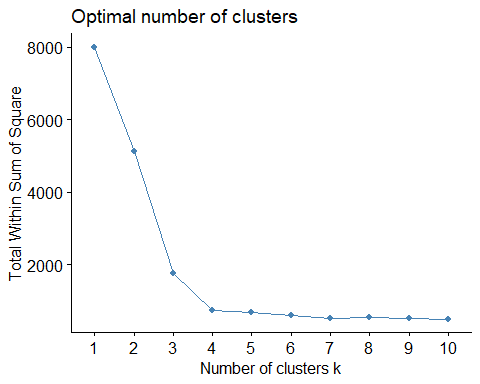 Optimal number of clusters
Total Within Sum of Square
8000
6000
4000
2000
1 2 3 4 5 6 7 8 9 10
Number of clusters k